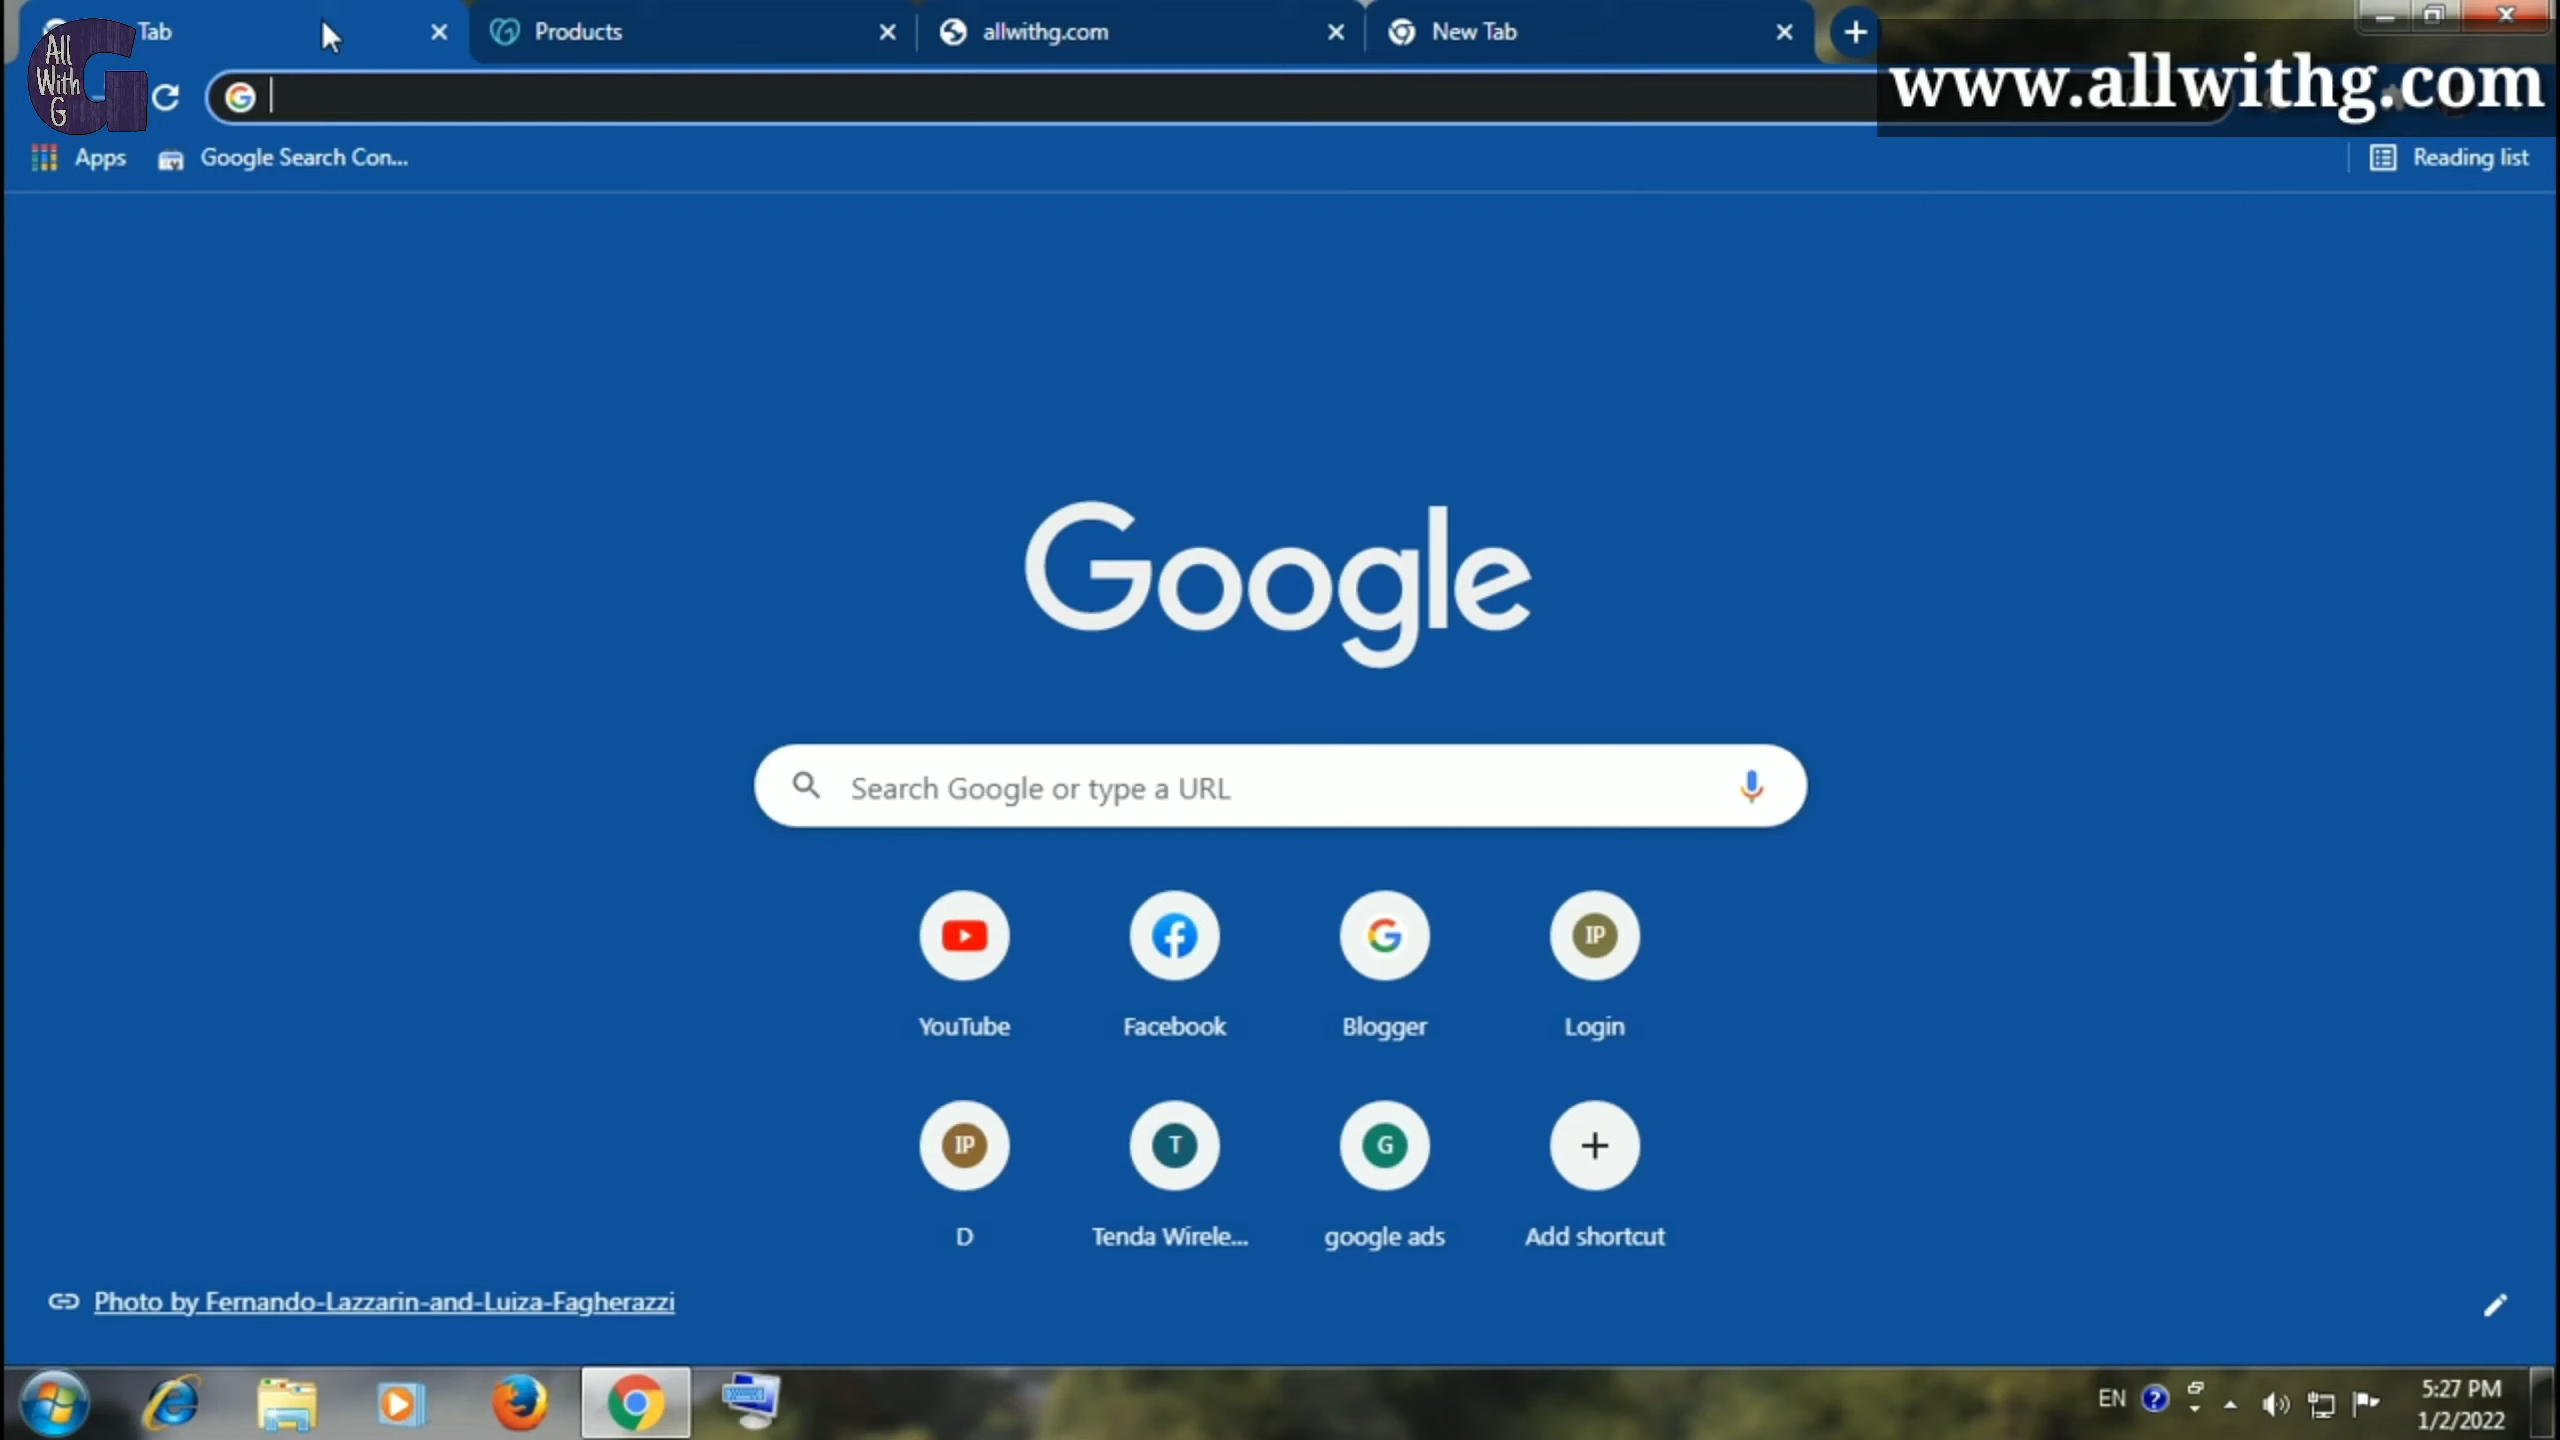 Tab
Products
allwithg.com
New Tab
All
With
G
www.allwithg.com
Apps
Google Search Con...
Reading list
Google
Search Google or type a URL
YouTube
Facebook
Blogger
IP
Login
IP
D
T
Tenda Wirele...
G
google ads
Add shortcut
Photo by Fernando-Lazzarin-and-Luiza-Fagherazzi
EN
5:27 PM
1/2/2022